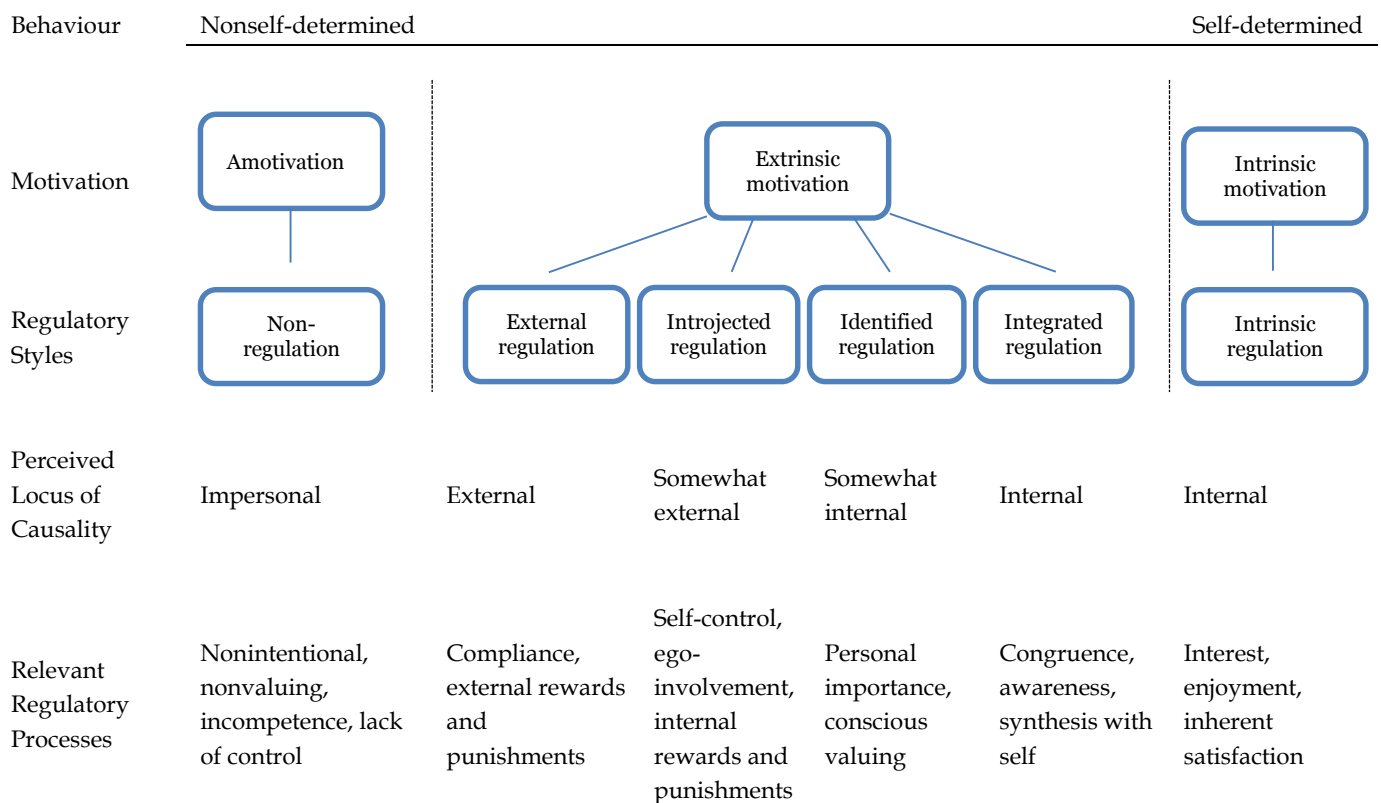 Behaviour Nonself-determined Self-determined
Motivation
Amotivation
Extrinsic
motivation
Intrinsic
motivation
Regulatory
Styles
Non-
regulation
External
regulation
Introjected
regulation
Identified
regulation
Integrated
regulation
Intrinsic
regulation
Perceived
Locus of
Causality
Impersonal
External
Somewhat
external
Somewhat
internal
Internal
Internal
Relevant
Regulatory
Processes
Nonintentional,
nonvaluing,
incompetence, lack
of control
Compliance,
external rewards
and
punishments
Self-control,
ego-
involvement,
internal
rewards and
punishments
Personal
importance,
conscious
valuing
Congruence,
awareness,
synthesis with
self
Interest,
enjoyment,
inherent
satisfaction